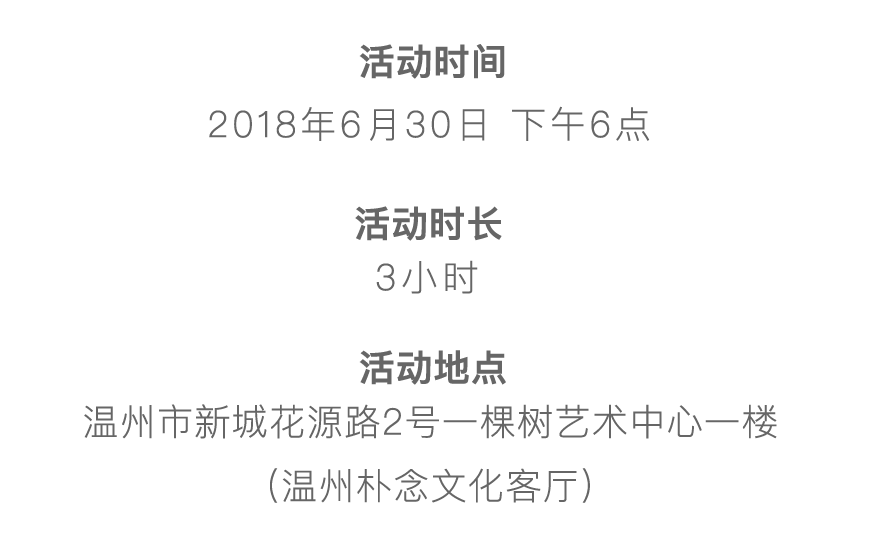 活动时间
2018年6月30日 下午6点
活动时长
3小时
活动地点
温州市新城花源路2号一棵树艺术中心一楼
（温州朴念文化客厅）